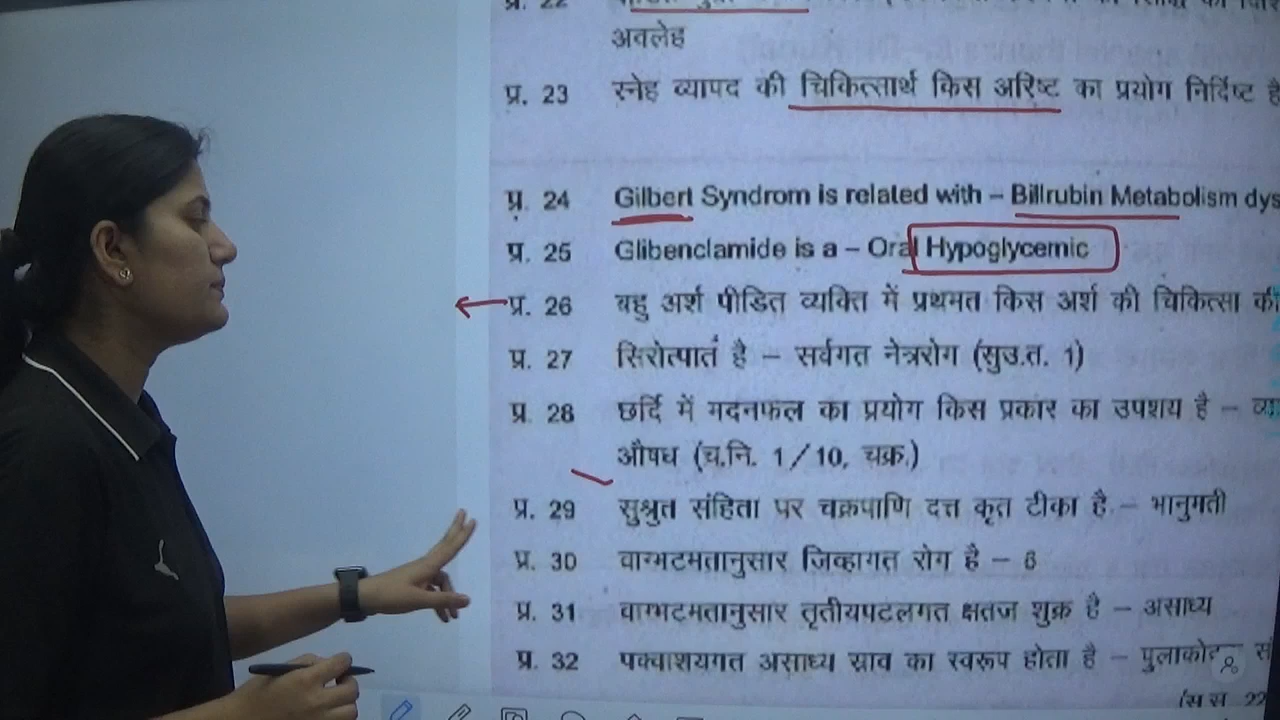 प्र. 22
अवलेह
प्र. 23 स्नेह व्यापद की चिकित्सार्थ किस अरिष्ट का प्रयोग निर्दिष्ट है
प्र. 24 Gilbert Syndrom is related with – Billrubin Metabolism dys
प्र. 25 Glibenclamide is a – Oral Hypoglycemic
प्र. 26 बहु अर्श पीडित व्यक्ति में प्रथमत किस अर्श की चिकित्सा की
प्र. 27 सिरोत्पात है – सर्वगत नेत्ररोग (सुउ.त. 1)
प्र. 28 छर्दि में मदनफल का प्रयोग किस प्रकार का उपशय है –
औषध (च.नि. 1/10, चक्र.)
प्र. 29 सुश्रुत संहिता पर चक्रपाणि दत्त कृत टीका है – भानुमती
प्र. 30 वाग्भटमतानुसार जिव्हागत रोग है – 6
प्र. 31 वाग्भटमतानुसार तृतीयपटलगत क्षतज शुक्र है – असाध्य
प्र. 32 पक्वाशयगत असाध्य स्राव का स्वरूप होता है –